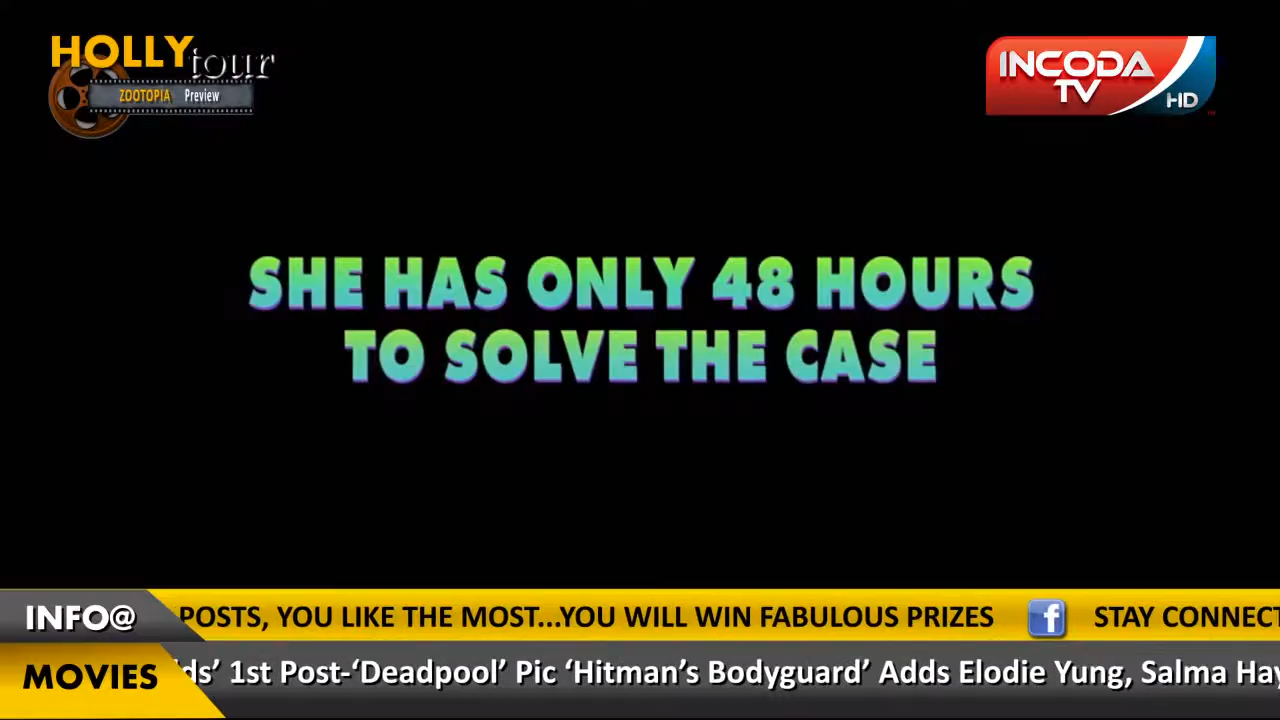 HOLLY
tour
ZOOTOPIA Preview
INCODA
TV
HD
SHE HAS ONLY 48 HOURS
TO SOLVE THE CASE
INFO@ POSTS, YOU LIKE THE MOST...YOU WILL WIN FABULOUS PRIZES f STAY CONNECT
MOVIES ds’ 1st Post-‘Deadpool’ Pic ‘Hitman’s Bodyguard’ Adds Elodie Yung, Salma Hay